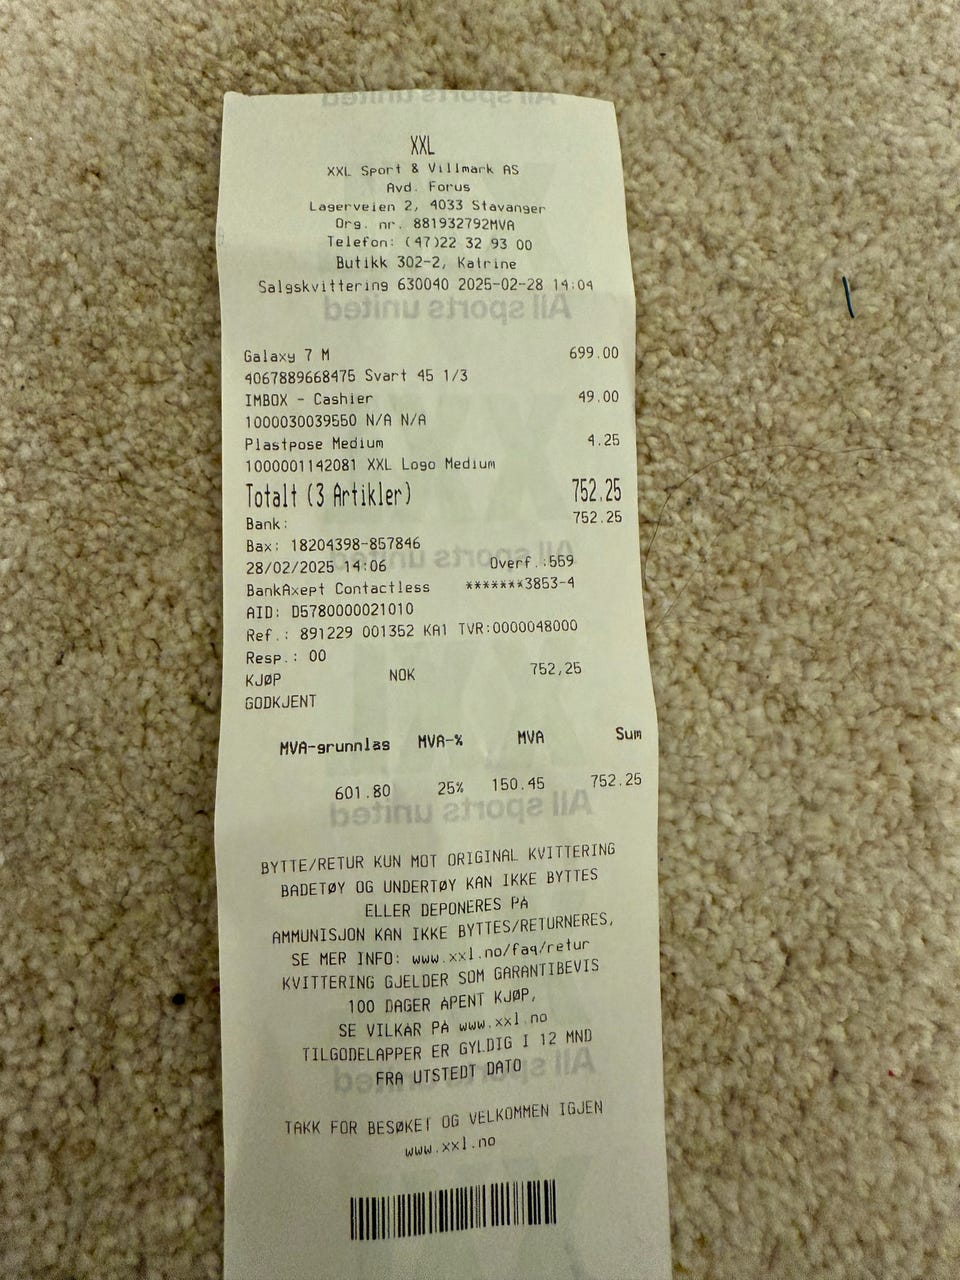 XXL
XXL Sport & Villmark AS
Avd. Forus
Lagerveien 2, 4033 Stavanger
Org. nr. 881932792MVA
Telefon: (47)22 32 93 00
Butikk 302-2, Katrine
Salgskvittering 630040 2025-02-28 14:04
Galaxy 7 M 699.00
4067889668475 Svart 45 1/3
IMBOX - Cashier 49.00
1000030039550 N/A N/A
Plastpose Medium 4.25
1000001142081 XXL Logo Medium
Totalt (3 Artikler) 752.25
Bank: 752.25
Bax: 18204398-857846
28/02/2025 14:06 Overf.:559
BankAxept Contactless *******3853-4
AID: D5780000021010
Ref.: 891229 001352 KA1 TVR:0000048000
Resp.: 00
KJØP NOK 752,25
GODKJENT
MVA-grunnlag MVA-% MVA Sum
601.80 25% 150.45 752.25
BYTTE/RETUR KUN MOT ORIGINAL KVITTERING
BADETØY OG UNDERTØY KAN IKKE BYTTES
ELLER DEPONERES PÅ
AMMUNISJON KAN IKKE BYTTES/RETURNERES,
SE MER INFO: www.xxl.no/faq/retur
KVITTERING GJELDER SOM GARANTIBEVIS
100 DAGER ÅPENT KJØP,
SE VILKÅR PÅ www.xxl.no
TILGODELAPPER ER GYLDIG I 12 MND
FRA UTSTEDT DATO
TAKK FOR BESØKET OG VELKOMMEN IGJEN
www.xxl.no